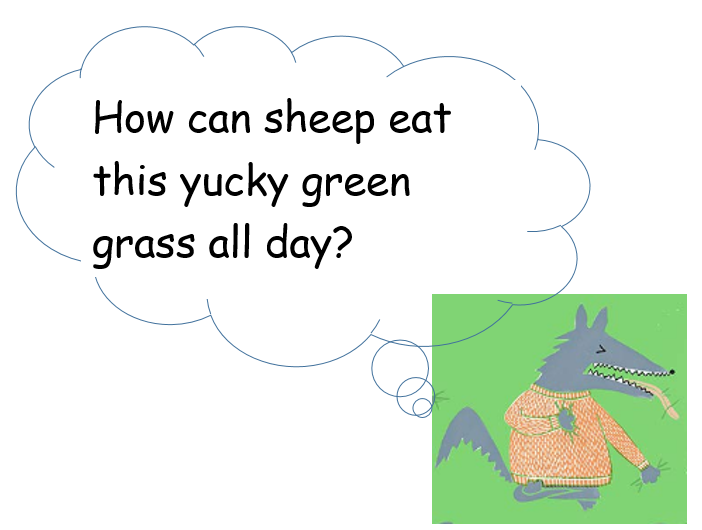 How can sheep eat
this yucky green
grass all day?